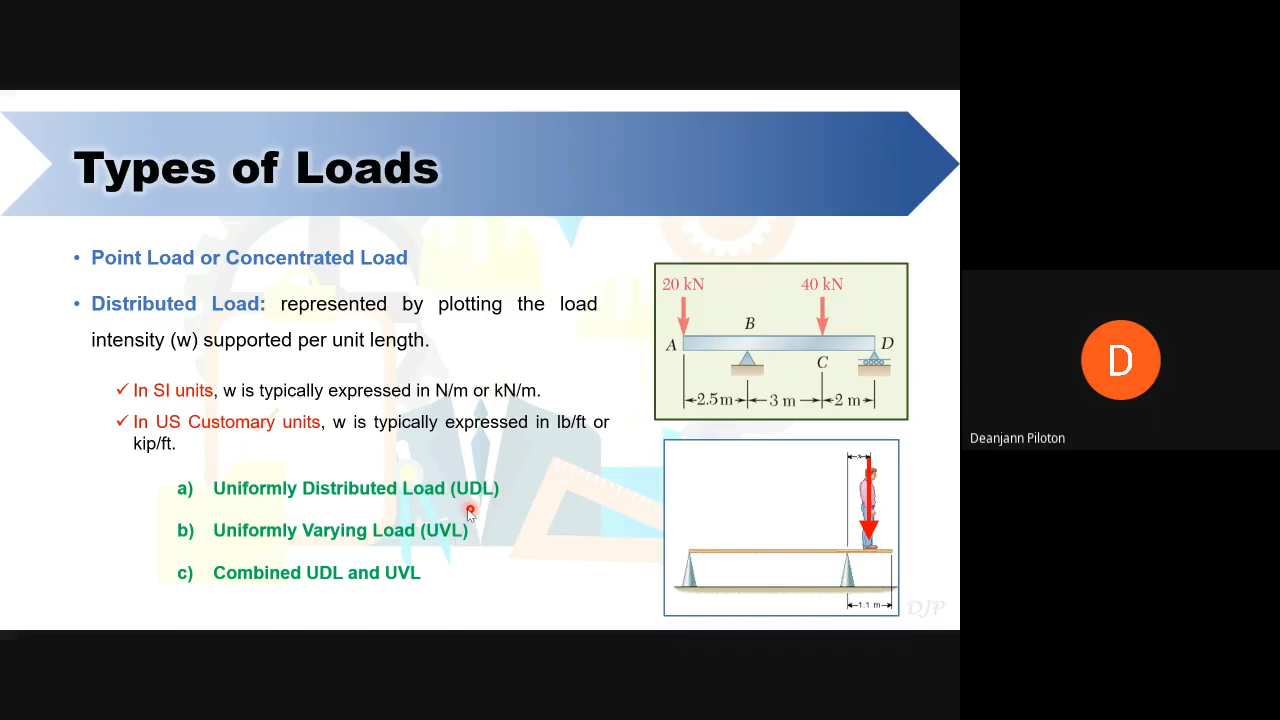 Types of Loads
• Point Load or Concentrated Load
• Distributed Load: represented by plotting the load
intensity (w) supported per unit length.
✓ In SI units, w is typically expressed in N/m or kN/m.
✓ In US Customary units, w is typically expressed in lb/ft or
kip/ft.
a) Uniformly Distributed Load (UDL)
b) Uniformly Varying Load (UVL)
c) Combined UDL and UVL
20 kN 40 kN
B
A D
C
2.5 m 3 m 2 m
x
1.1 m
DJP
D
Deanjann Piloton